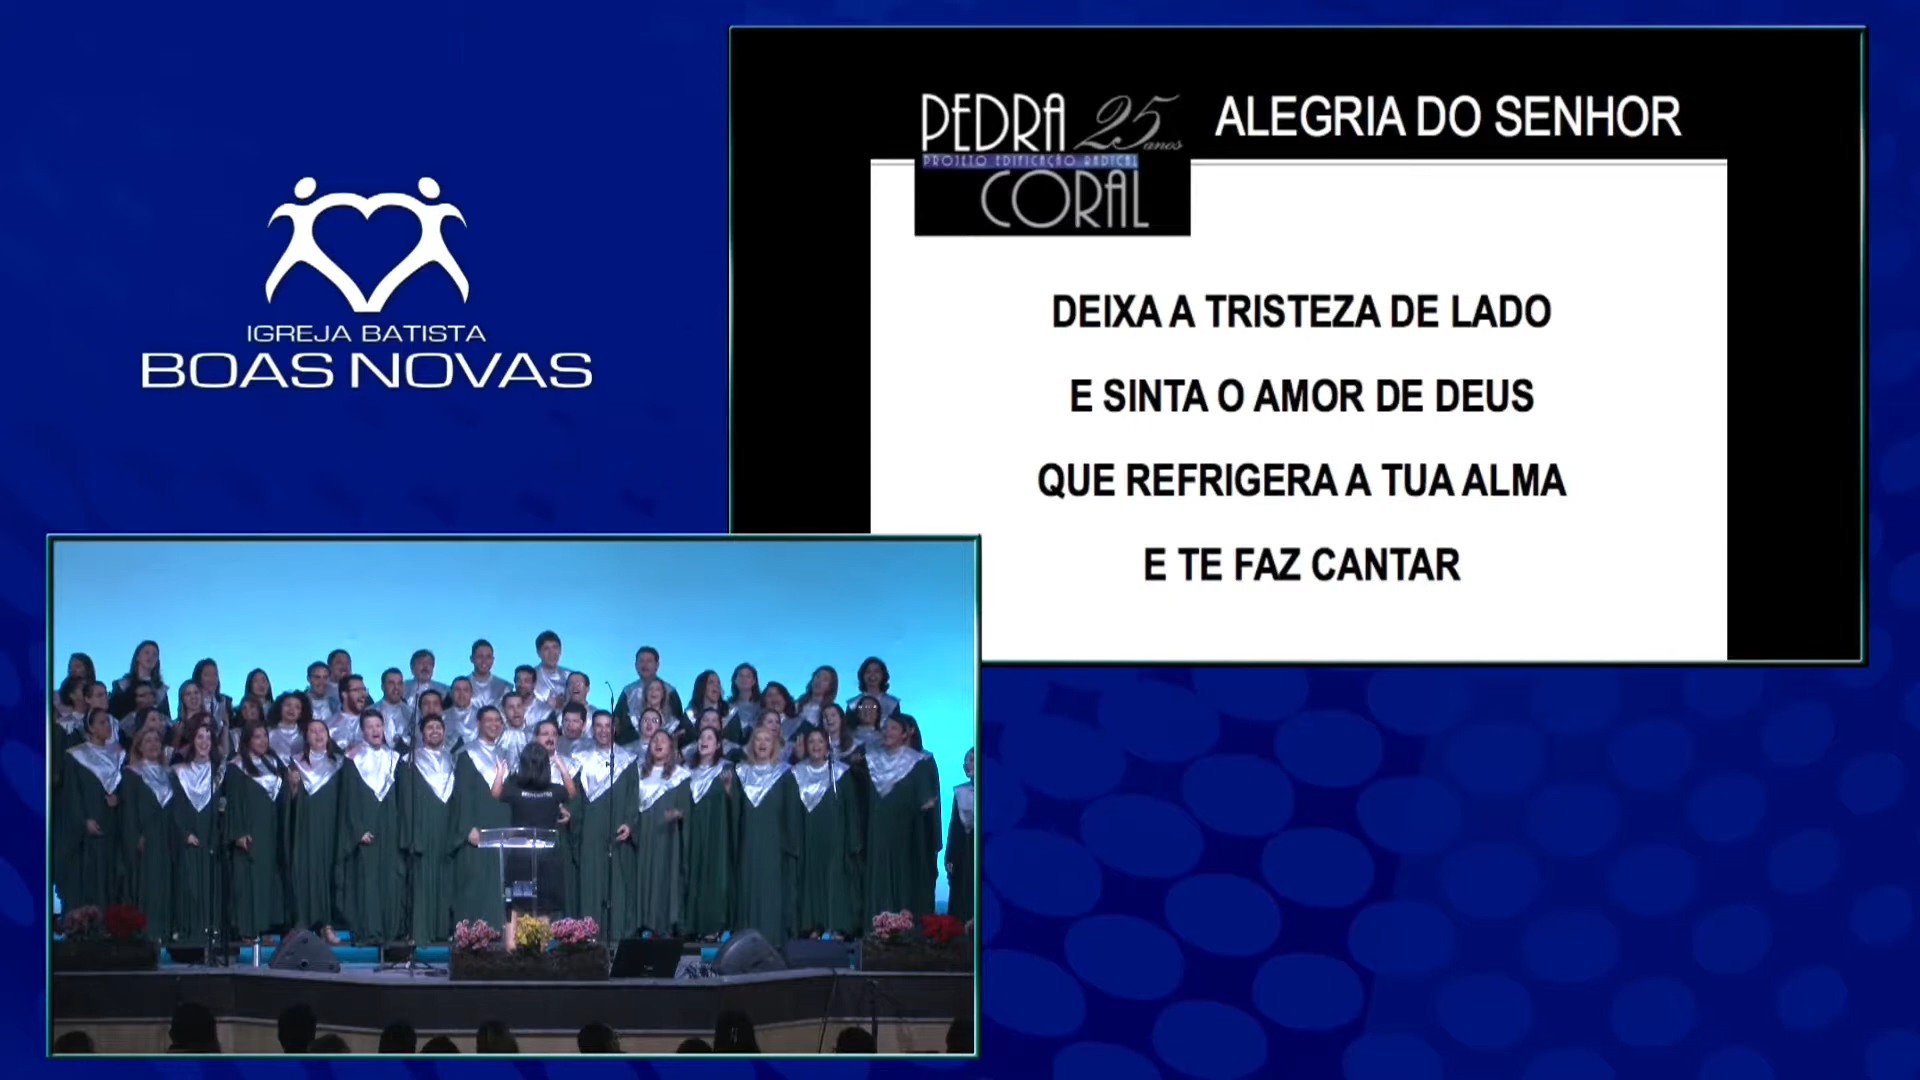 PEDRA 25 anos
PROJETO EDIFICAÇÃO RADICAL
CORAL
ALEGRIA DO SENHOR
DEIXA A TRISTEZA DE LADO
E SINTA O AMOR DE DEUS
QUE REFRIGERA A TUA ALMA
E TE FAZ CANTAR
IGREJA BATISTA
BOAS NOVAS